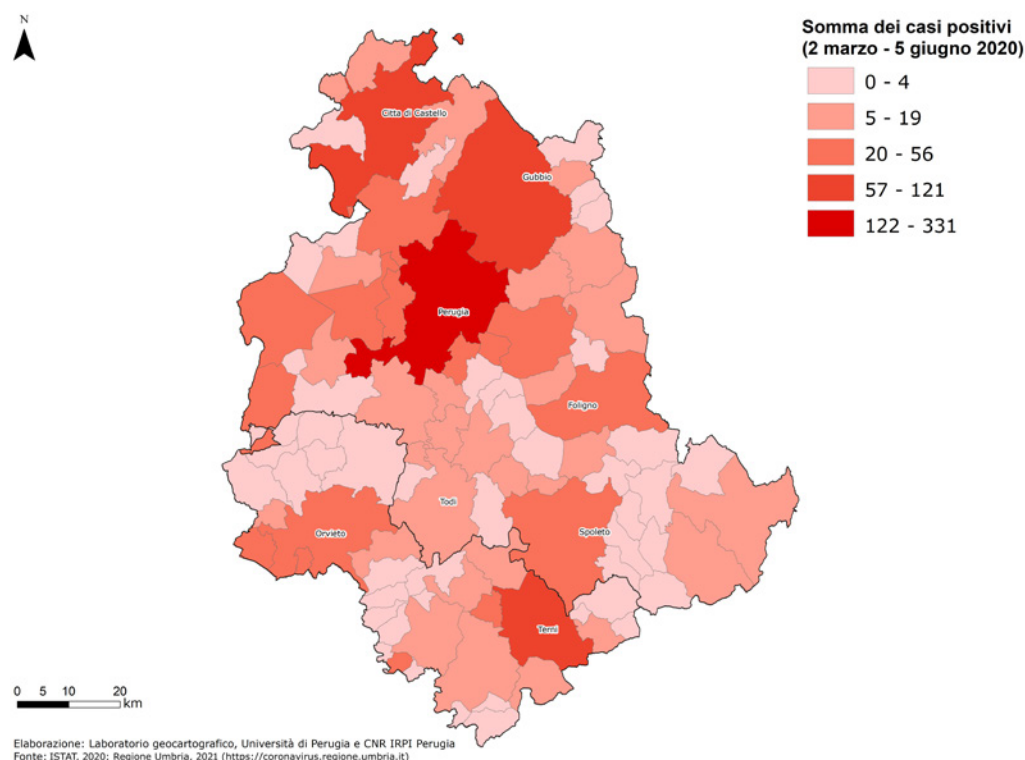 N
Somma dei casi positivi
(2 marzo - 5 giugno 2020)
0 - 4
5 - 19
20 - 56
57 - 121
122 - 331
Citta di Castello
Gubbio
Perugia
Foligno
Todi
Orvieto
Spoleto
Terni
0 5 10 20
km
Elaborazione: Laboratorio geocartografico, Università di Perugia e CNR IRPI Perugia
Fonte: ISTAT, 2020; Regione Umbria, 2021 (https://coronavirus.regione.umbria.it)